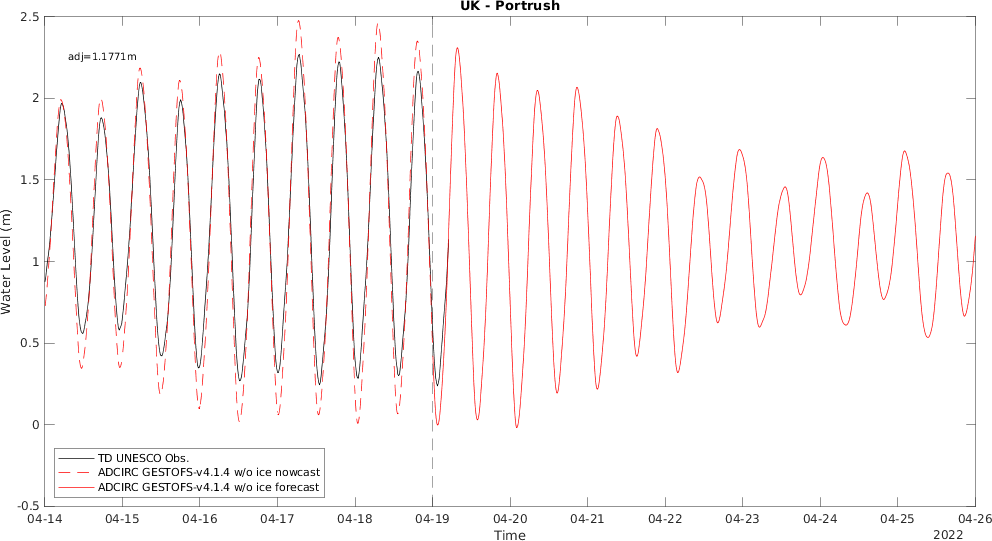 UK - Portrush
adj=1.1771m
2.5
2
1.5
1
0.5
0
-0.5
Water Level (m)
TD UNESCO Obs.
ADCIRC GESTOFS-v4.1.4 w/o ice nowcast
ADCIRC GESTOFS-v4.1.4 w/o ice forecast
04-14 04-15 04-16 04-17 04-18 04-19 04-20 04-21 04-22 04-23 04-24 04-25 04-26
Time
2022